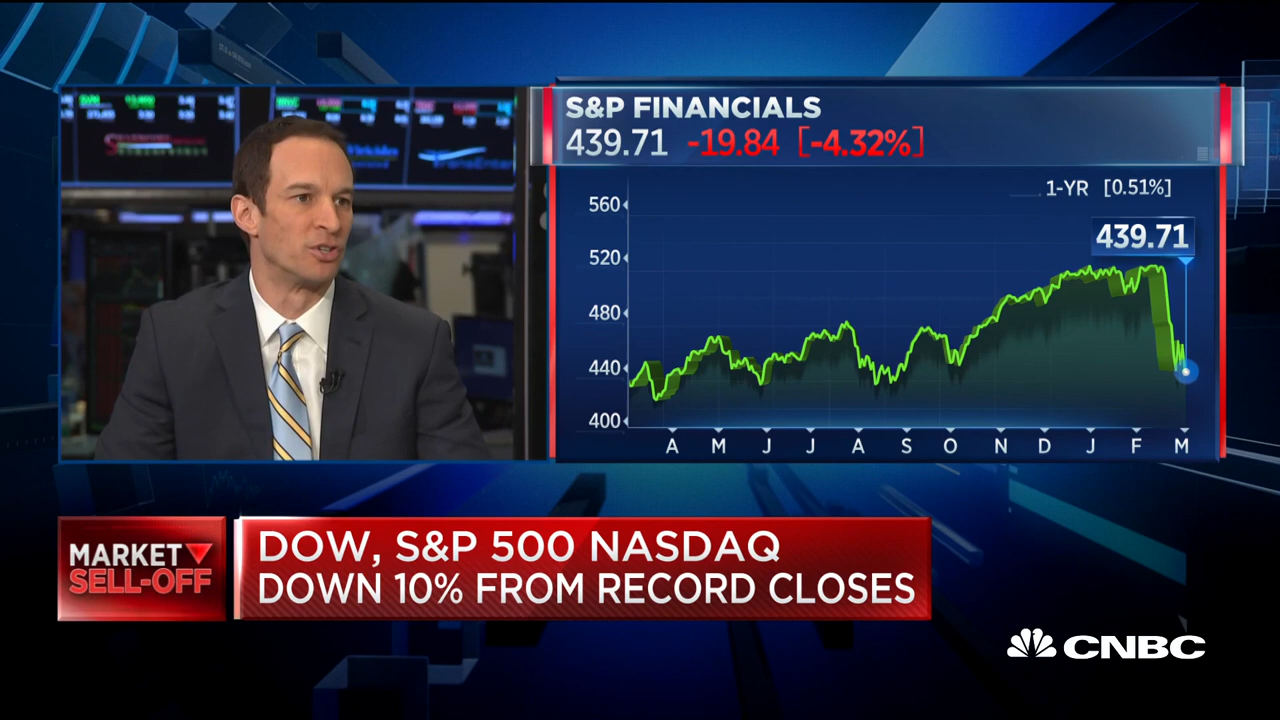 S&P FINANCIALS
439.71 -19.84 [-4.32%]
1-YR [0.51%]
439.71
560
520
480
440
400
A M J J A S O N D J F M
MARKET
SELL-OFF
DOW, S&P 500 NASDAQ
DOWN 10% FROM RECORD CLOSES
CNBC